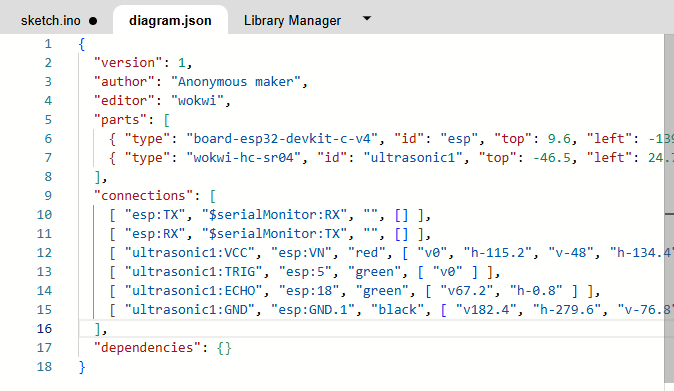 sketch.ino ● diagram.json Library Manager
1 {
2 "version": 1,
3 "author": "Anonymous maker",
4 "editor": "wokwi",
5 "parts": [
6 { "type": "board-esp32-devkit-c-v4", "id": "esp", "top": 9.6, "left": -139
7 { "type": "wokwi-hc-sr04", "id": "ultrasonic1", "top": -46.5, "left": 24.7
8 ],
9 "connections": [
10 [ "esp:TX", "$serialMonitor:RX", "", [] ],
11 [ "esp:RX", "$serialMonitor:TX", "", [] ],
12 [ "ultrasonic1:VCC", "esp:VN", "red", [ "v0", "h-115.2", "v-48", "h-134.4"
13 [ "ultrasonic1:TRIG", "esp:5", "green", [ "v0" ] ],
14 [ "ultrasonic1:ECHO", "esp:18", "green", [ "v67.2", "h-0.8" ] ],
15 [ "ultrasonic1:GND", "esp:GND.1", "black", [ "v182.4", "h-279.6", "v-76.8"
16 ],
17 "dependencies": {}
18 }